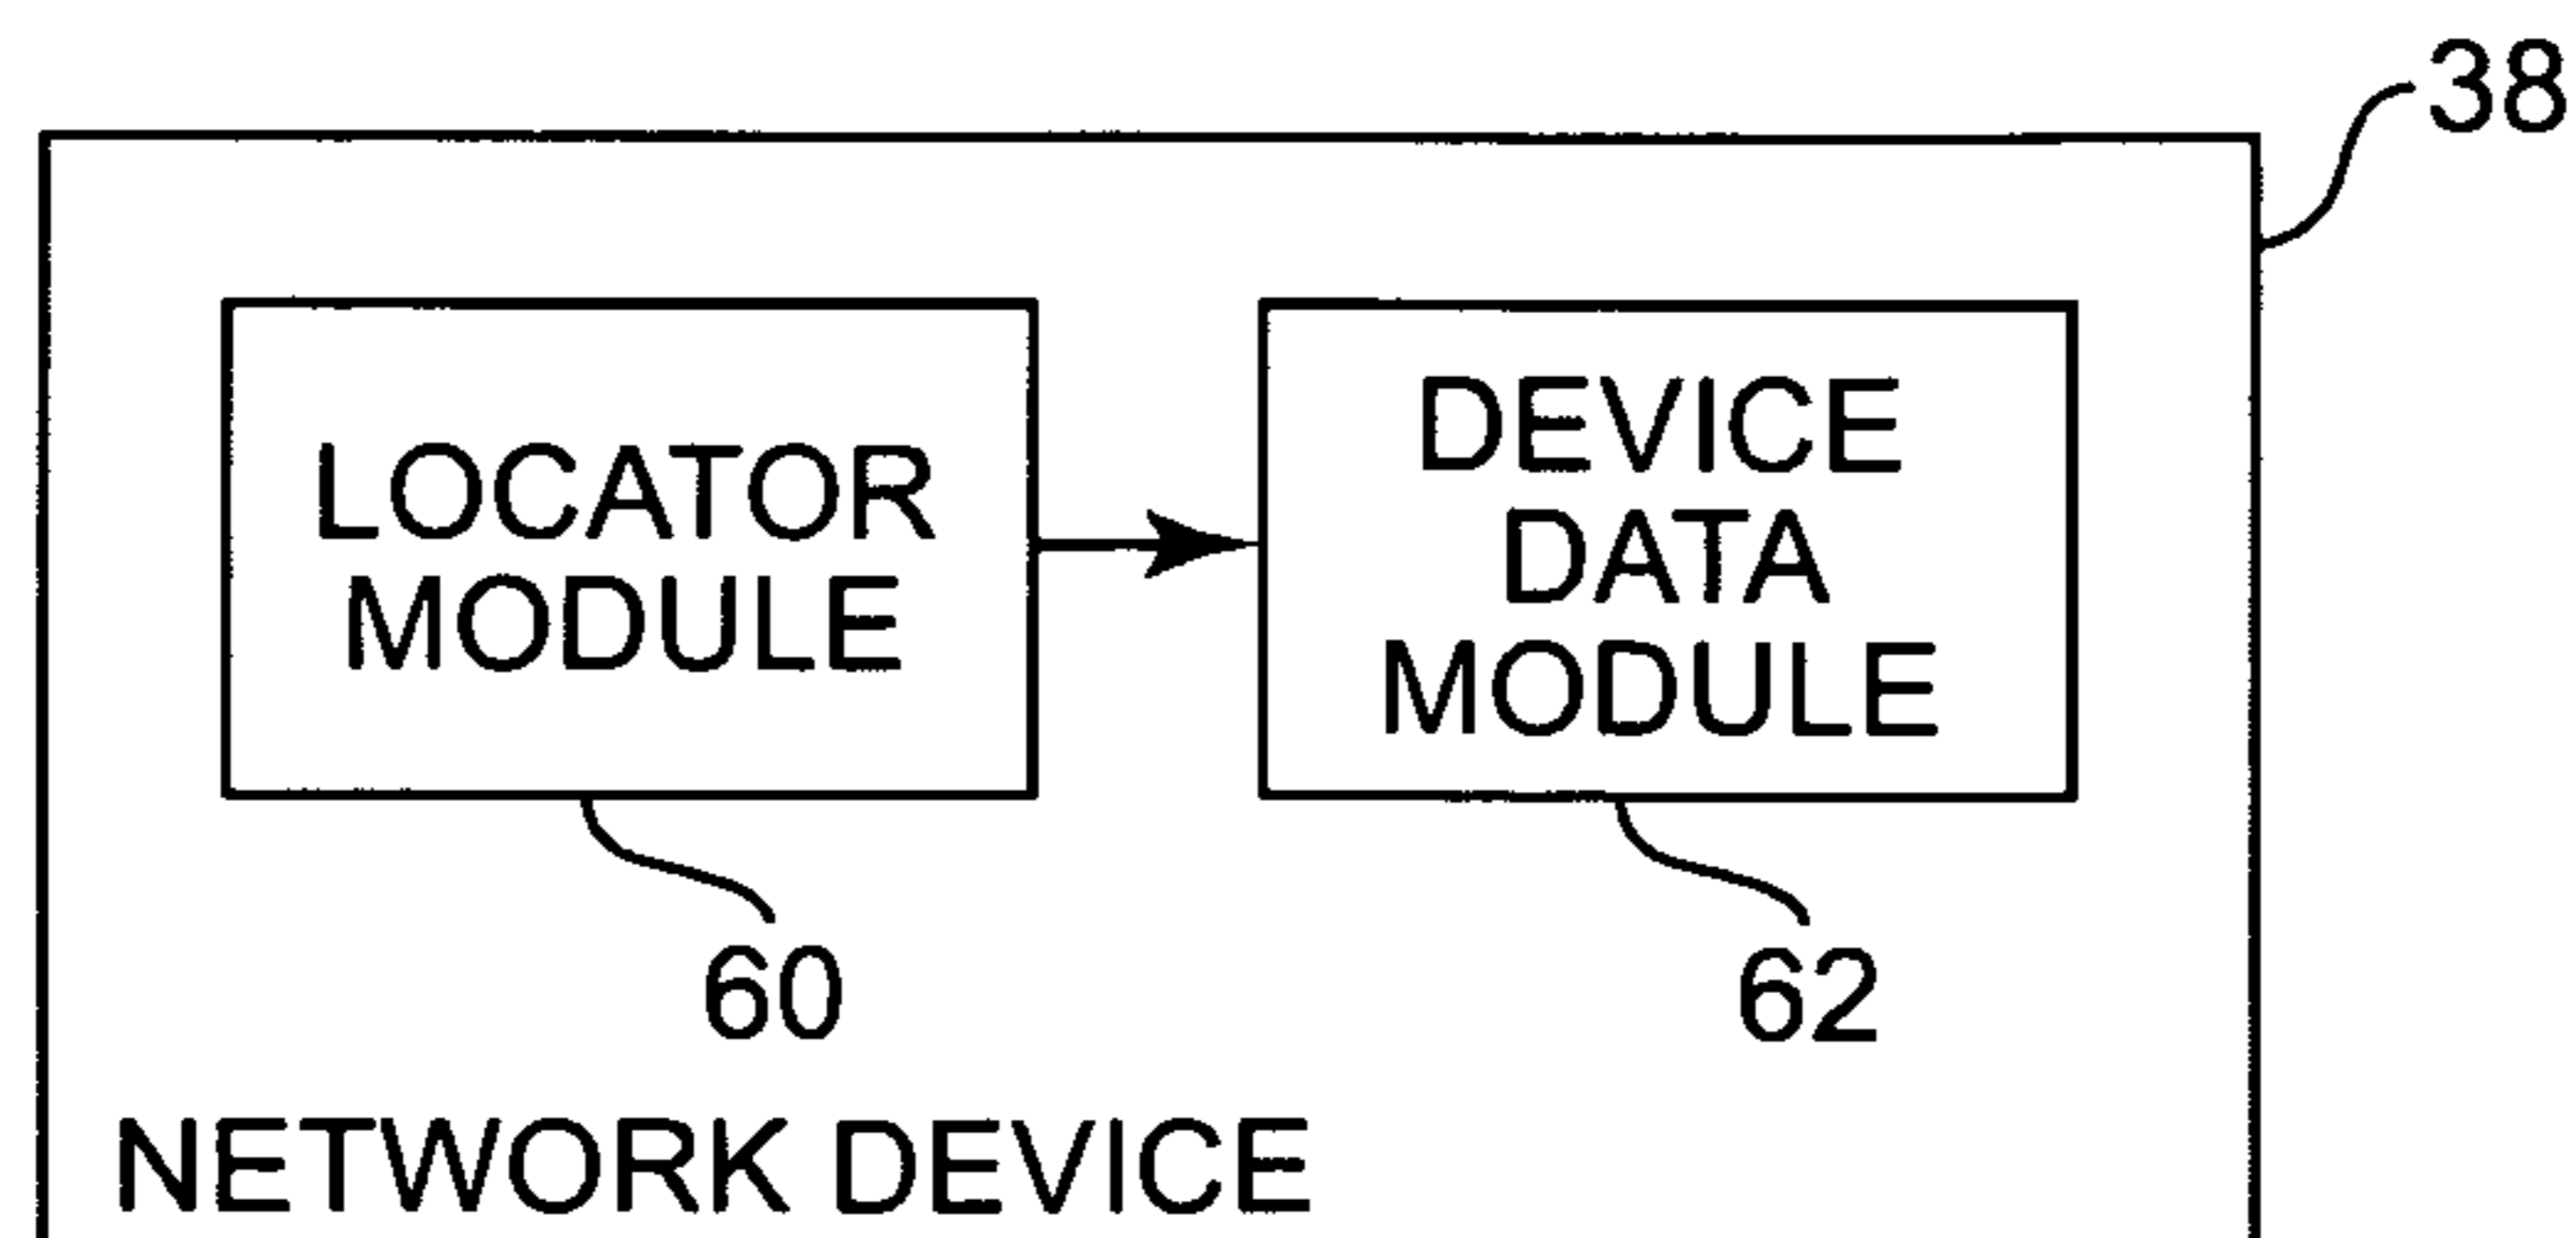 38
LOCATOR
MODULE
DEVICE
DATA
MODULE
60
62
NETWORK DEVICE